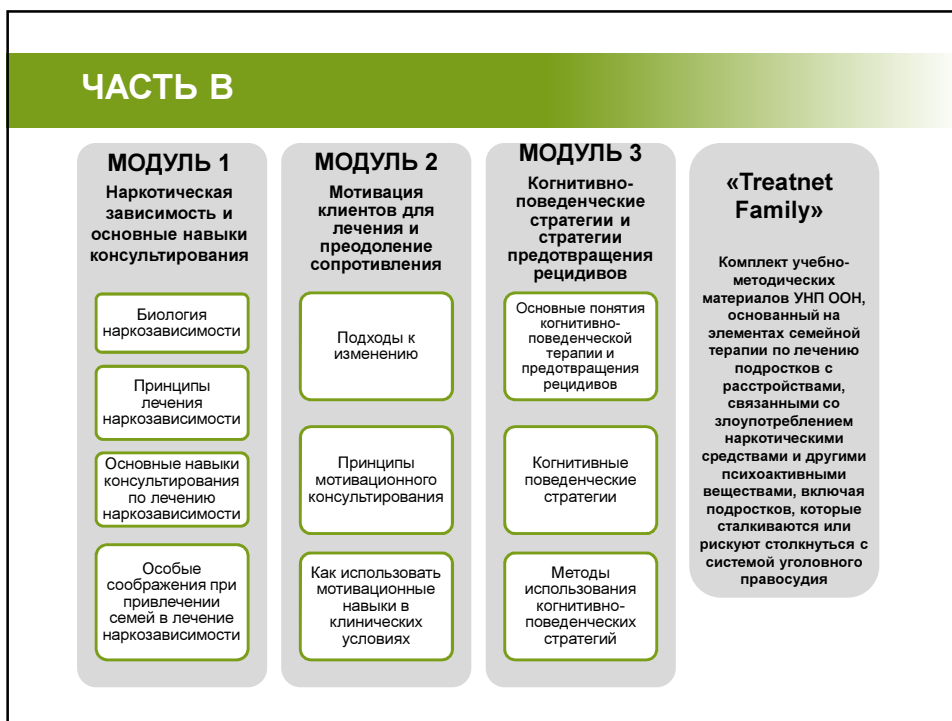 ЧАСТЬ В
МОДУЛЬ 1
Наркотическая
зависимость и
основные навыки
консультирования
Биология
наркозависимости
Принципы
лечения
наркозависимости
Основные навыки
консультирования
по лечению
наркозависимости
Особые
соображения при
привлечении
семей в лечение
наркозависимости
МОДУЛЬ 2
Мотивация
клиентов для
лечения и
преодоление
сопротивления
Подходы к
изменению
Принципы
мотивационного
консультирования
Как использовать
мотивационные
навыки в
клинических
условиях
МОДУЛЬ 3
Когнитивно-
поведенческие
стратегии и
стратегии
предотвращения
рецидивов
Основные понятия
когнитивно-
поведенческой
терапии и
предотвращения
рецидивов
Когнитивные
поведенческие
стратегии
Методы
использования
когнитивно-
поведенческих
стратегий
«Treatnet
Family»
Комплект учебно-
методических
материалов УНП ООН,
основанный на
элементах семейной
терапии по лечению
подростков с
расстройствами,
связанными со
злоупотреблением
наркотическими
средствами и другими
психоактивными
веществами, включая
подростков, которые
сталкиваются или
рискуют столкнуться с
системой уголовного
правосудия